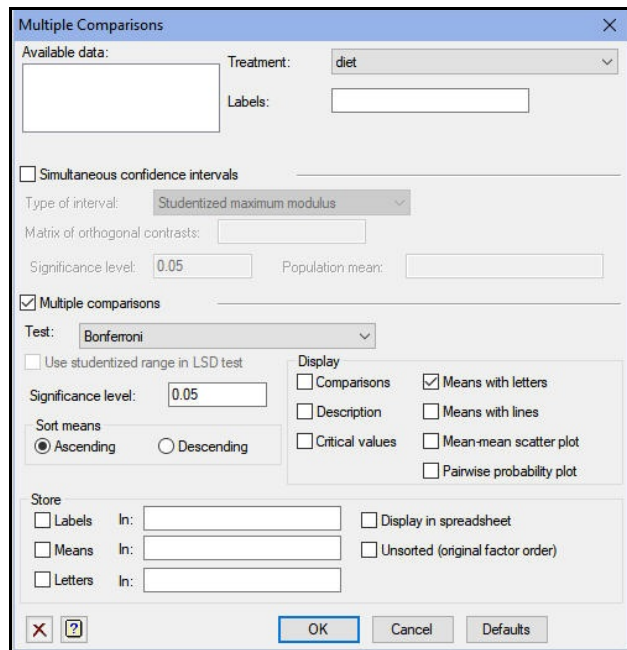 Multiple Comparisons
Available data:
Treatment: diet
Labels:
Simultaneous confidence intervals
Type of interval: Studentized maximum modulus
Matrix of orthogonal contrasts:
Significance level: 0.05 Population mean:
Multiple comparisons
Test: Bonferroni
Use studentized range in LSD test
Significance level: 0.05
Sort means
Ascending Descending
Display
Comparisons Means with letters
Description Means with lines
Critical values Mean-mean scatter plot
Pairwise probability plot
Store
Labels In: Display in spreadsheet
Means In: Unsorted (original factor order)
Letters In:
OK Cancel Defaults